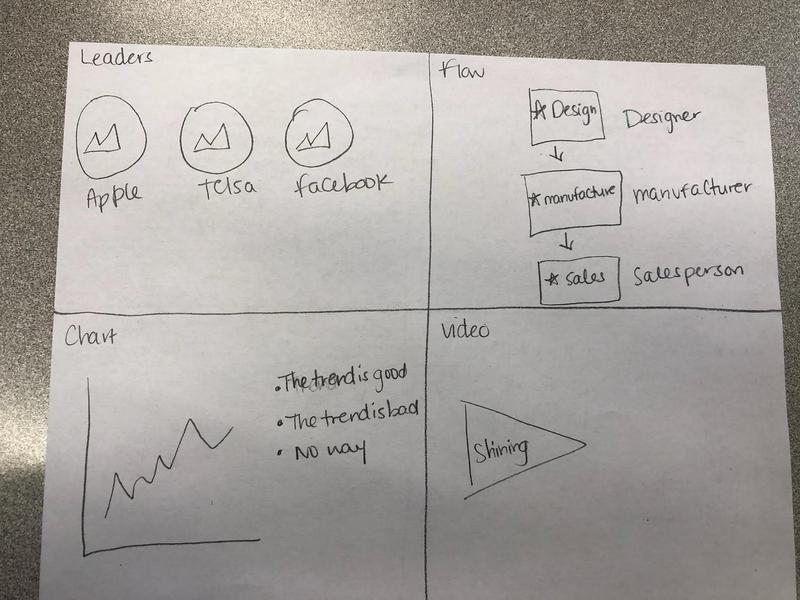 Leaders
Apple
Telsa
facebook
flow
☆ Design
Designer
☆ manufacture
manufacturer
☆ sales
salesperson
Chart
• The trend is good
• The trend is bad
• No way
Video
Shining